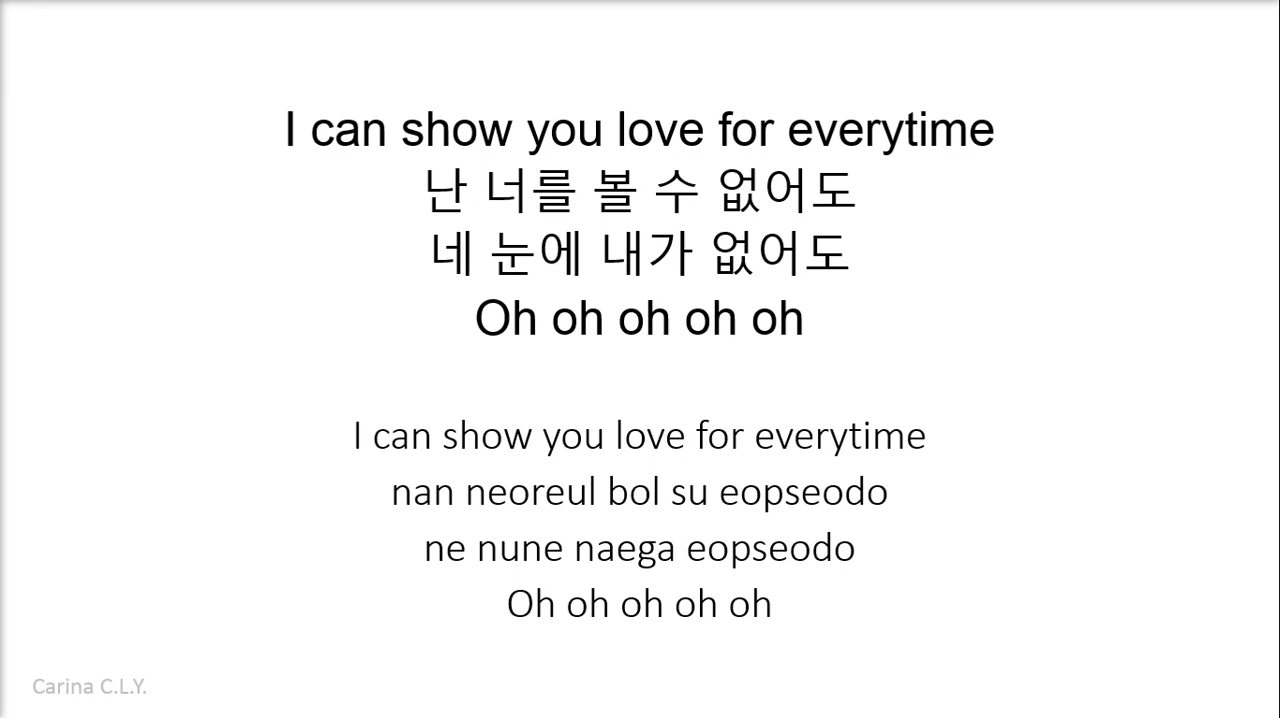 I can show you love for everytime
난 너를 볼 수 없어도
네 눈에 내가 없어도
Oh oh oh oh oh
I can show you love for everytime
nan neoreul bol su eopseodo
ne nune naega eopseodo
Oh oh oh oh oh
Carina C.L.Y.